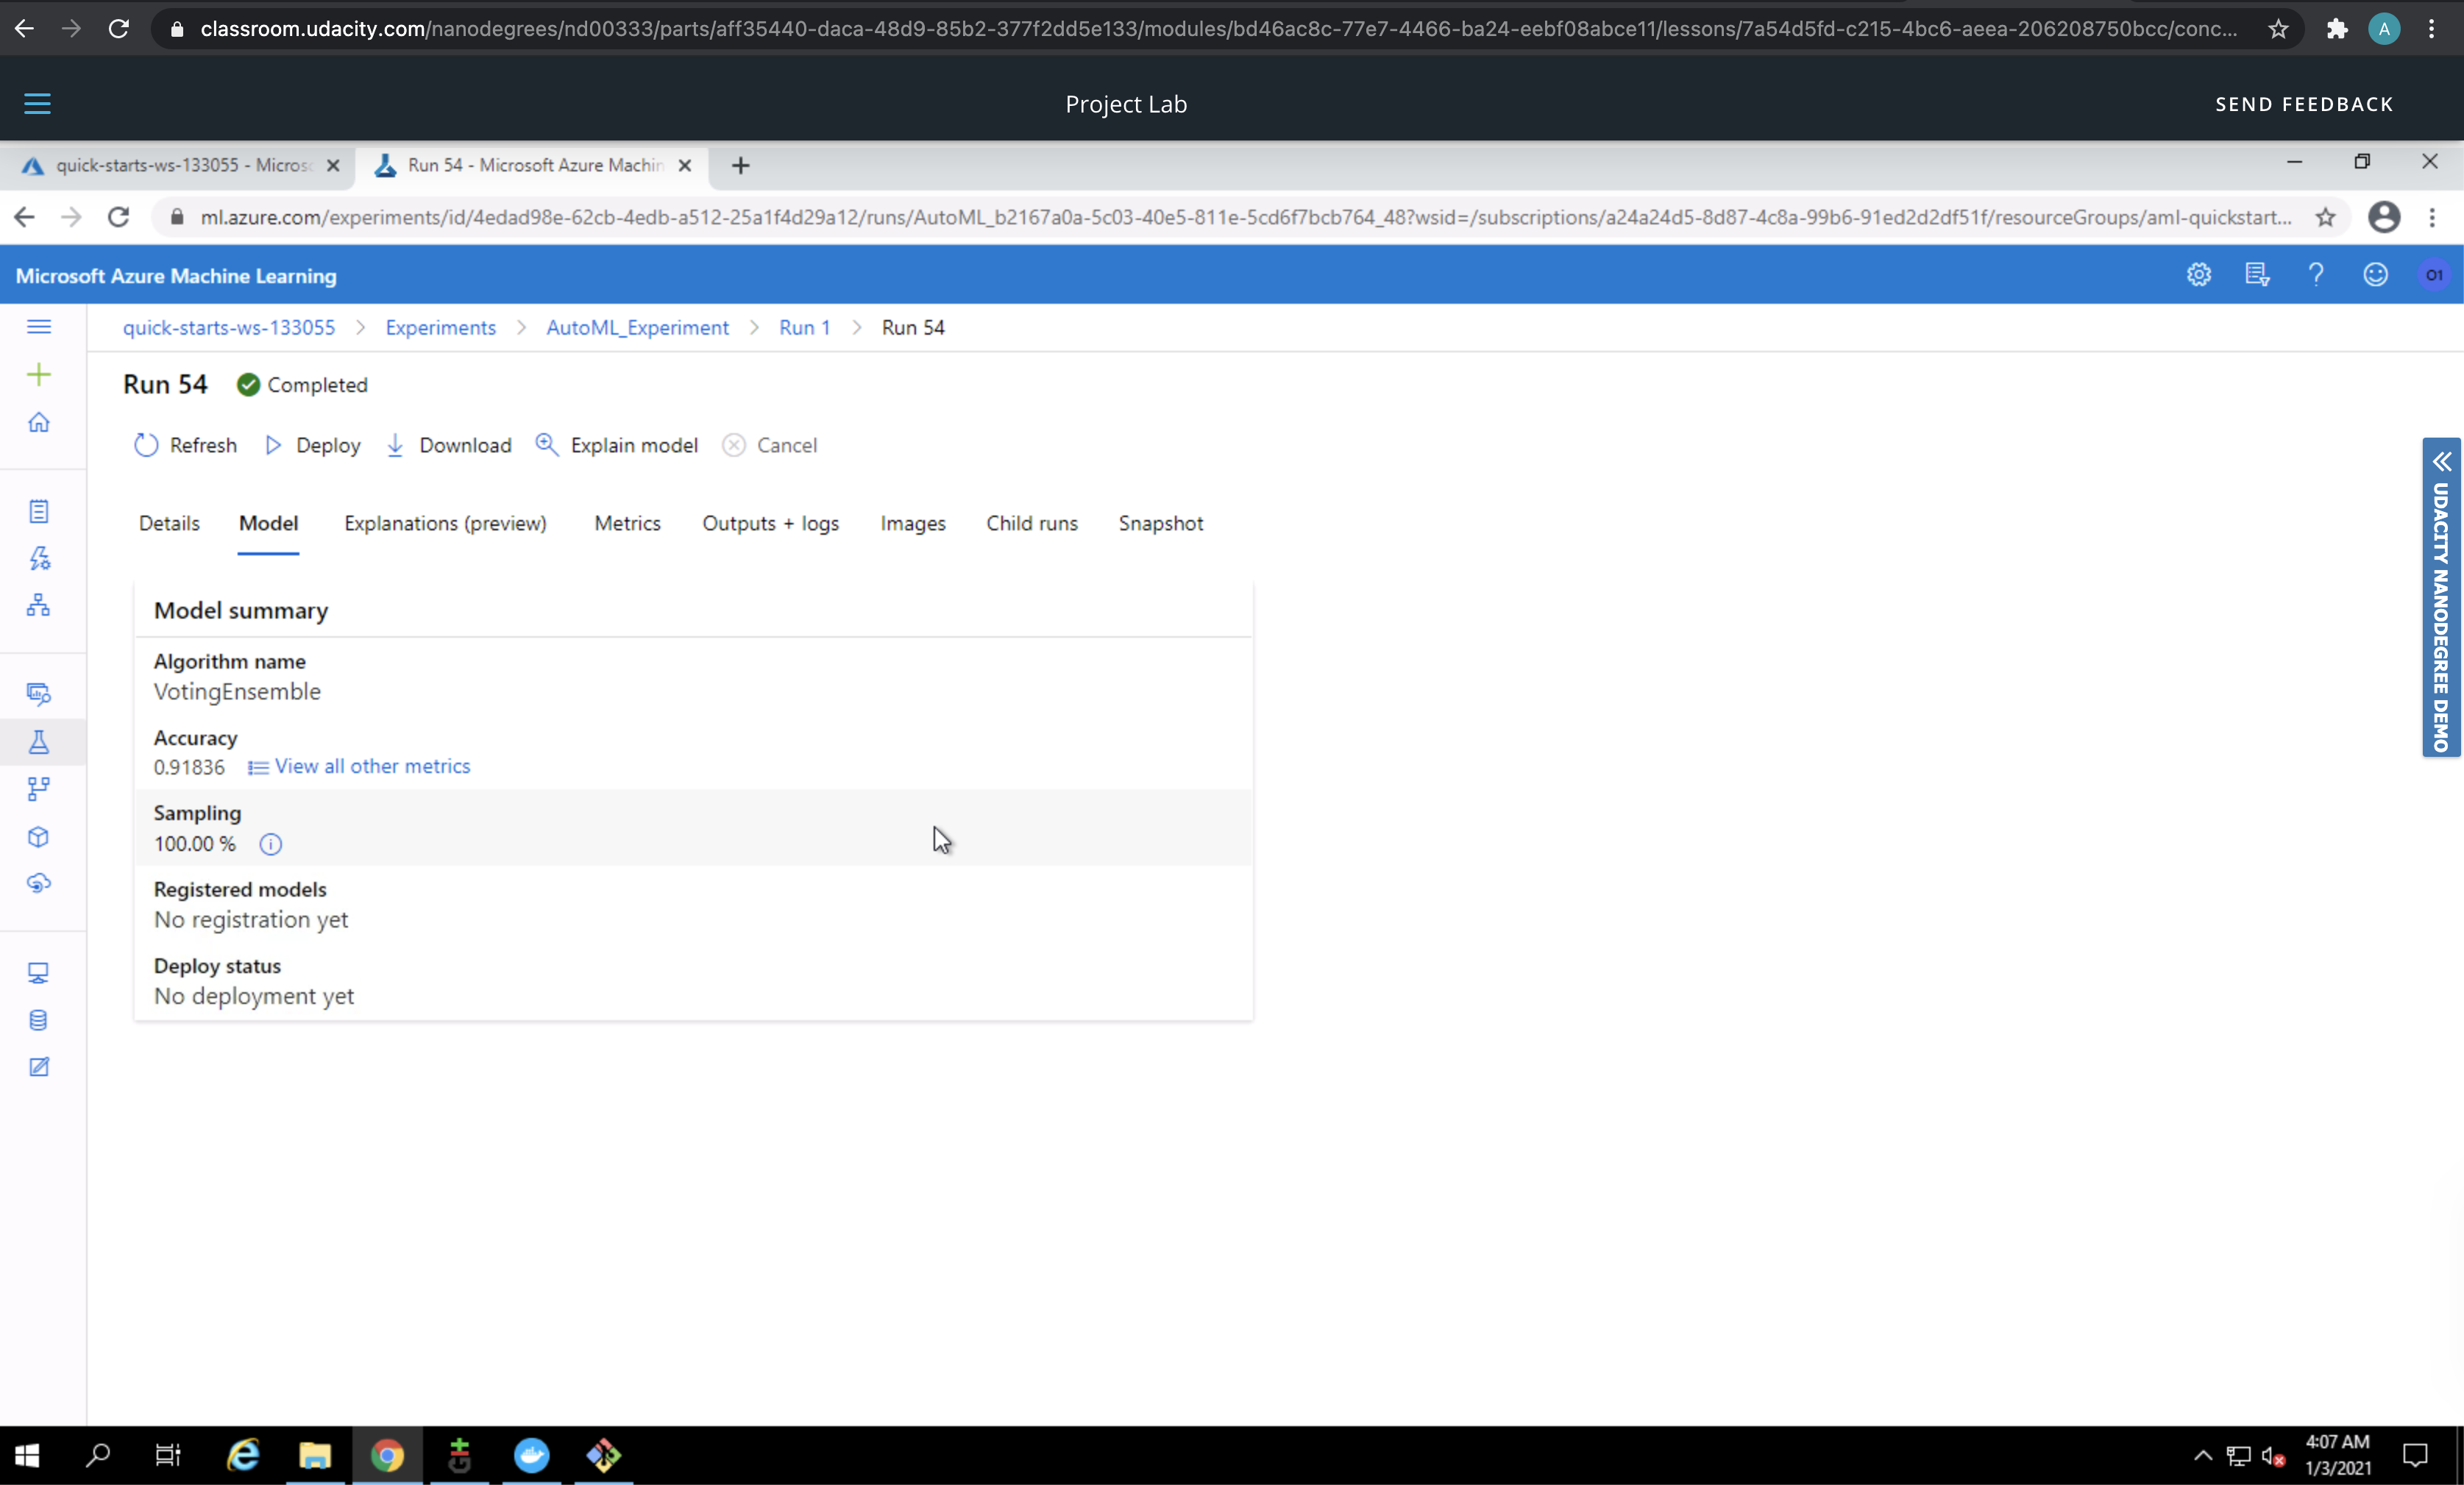 classroom.udacity.com/nanodegrees/nd00333/parts/aff35440-daca-48d9-85b2-377f2dd5e133/modules/bd46ac8c-77e7-4466-ba24-eebf08abce11/lessons/7a54d5fd-c215-4bc6-aeea-206208750bcc/conc... A
Project Lab SEND FEEDBACK
quick-starts-ws-133055 - Micros Run 54 - Microsoft Azure Machin
ml.azure.com/experiments/id/4edad98e-62cb-4edb-a512-25a1f4d29a12/runs/AutoML_b2167a0a-5c03-40e5-811e-5cd6f7bcb764_48?wsid=/subscriptions/a24a24d5-8d87-4c8a-99b6-91ed2d2df51f/resourceGroups/aml-quickstart...
Microsoft Azure Machine Learning 01
quick-starts-ws-133055 > Experiments > AutoML_Experiment > Run 1 > Run 54
Run 54 Completed
Refresh Deploy Download Explain model Cancel
Details Model Explanations (preview) Metrics Outputs + logs Images Child runs Snapshot
UDACITY NANODEGREE DEMO
Model summary
Algorithm name
VotingEnsemble
Accuracy
0.91836 View all other metrics
Sampling
100.00 %
Registered models
No registration yet
Deploy status
No deployment yet
4:07 AM
1/3/2021